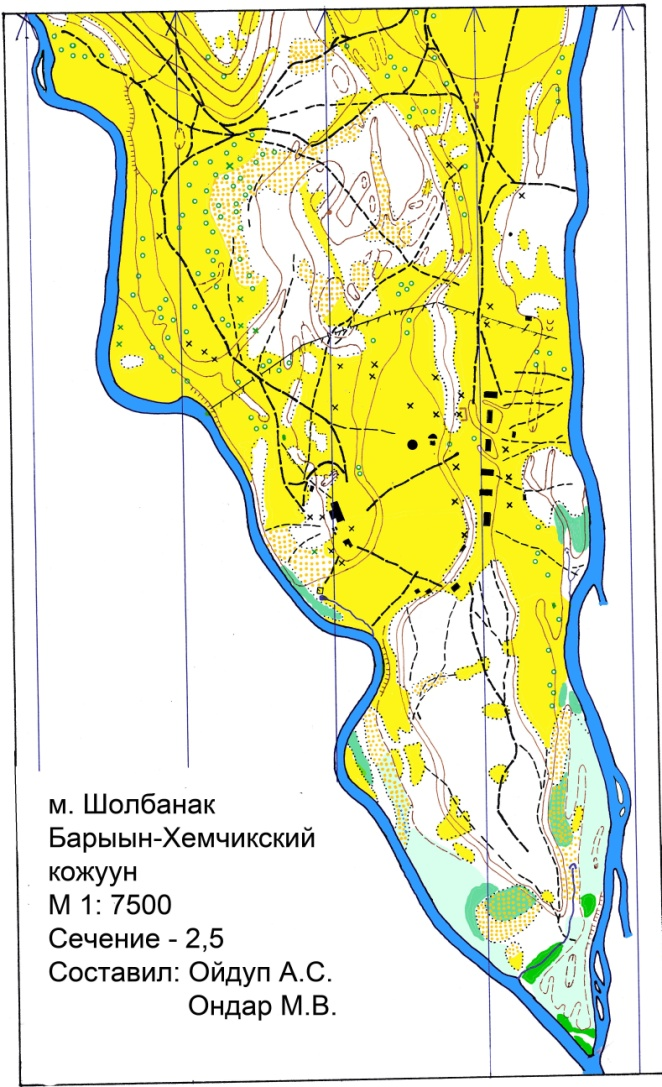 м. Шолбанак
Барыын-Хемчикский
кожуун
М 1: 7500
Сечение - 2,5
Составил: Ойдуп А.С.
Ондар М.В.